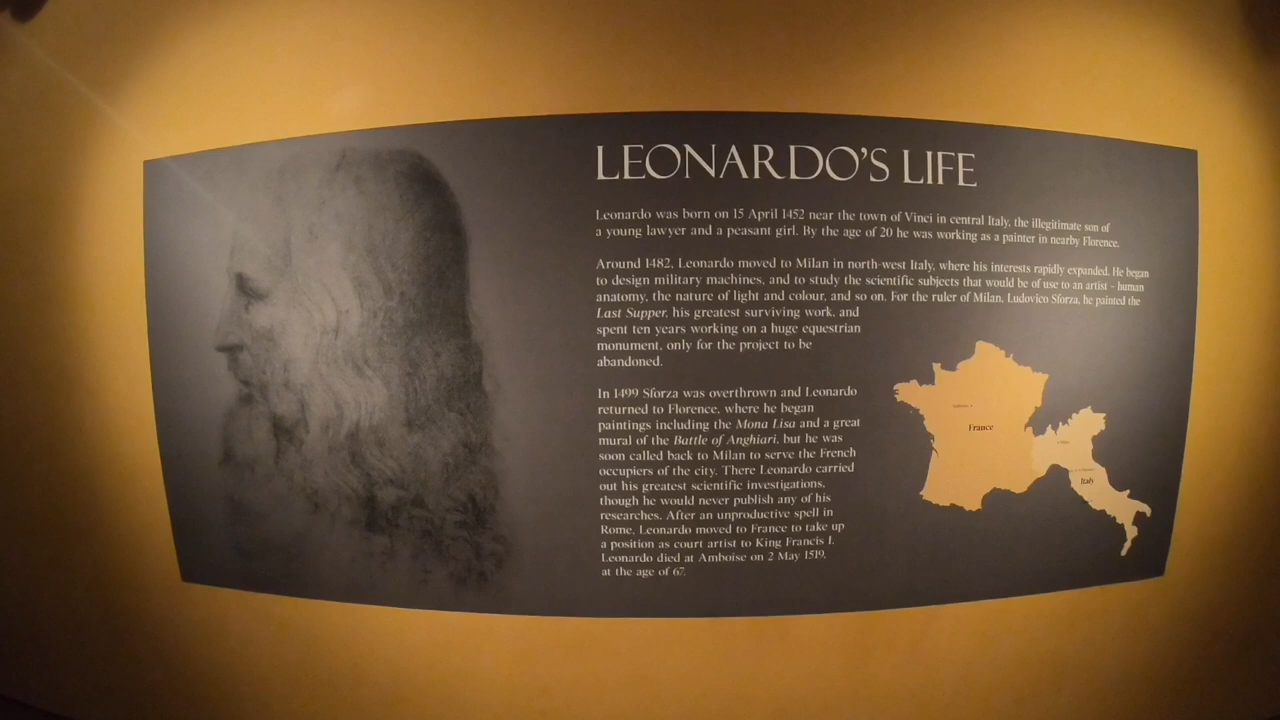 LEONARDO'S LIFE
Leonardo was born on 15 April 1452 near the town of Vinci in central Italy, the illegitimate son of
a young lawyer and a peasant girl. By the age of 20 he was working as a painter in nearby Florence.
Around 1482, Leonardo moved to Milan in north-west Italy, where his interests rapidly expanded. He began
to design military machines, and to study the scientific subjects that would be of use to an artist - human
anatomy, the nature of light and colour, and so on. For the ruler of Milan, Ludovico Sforza, he painted the
Last Supper, his greatest surviving work, and
spent ten years working on a huge equestrian
monument, only for the project to be
abandoned.
In 1499 Sforza was overthrown and Leonardo
returned to Florence, where he began
paintings including the Mona Lisa and a great
mural of the Battle of Anghiari, but he was
soon called back to Milan to serve the French
occupiers of the city. There Leonardo carried
out his greatest scientific investigations,
though he would never publish any of his
researches. After an unproductive spell in
Rome, Leonardo moved to France to take up
a position as court artist to King Francis I.
Leonardo died at Amboise on 2 May 1519,
at the age of 67.
France
Italy